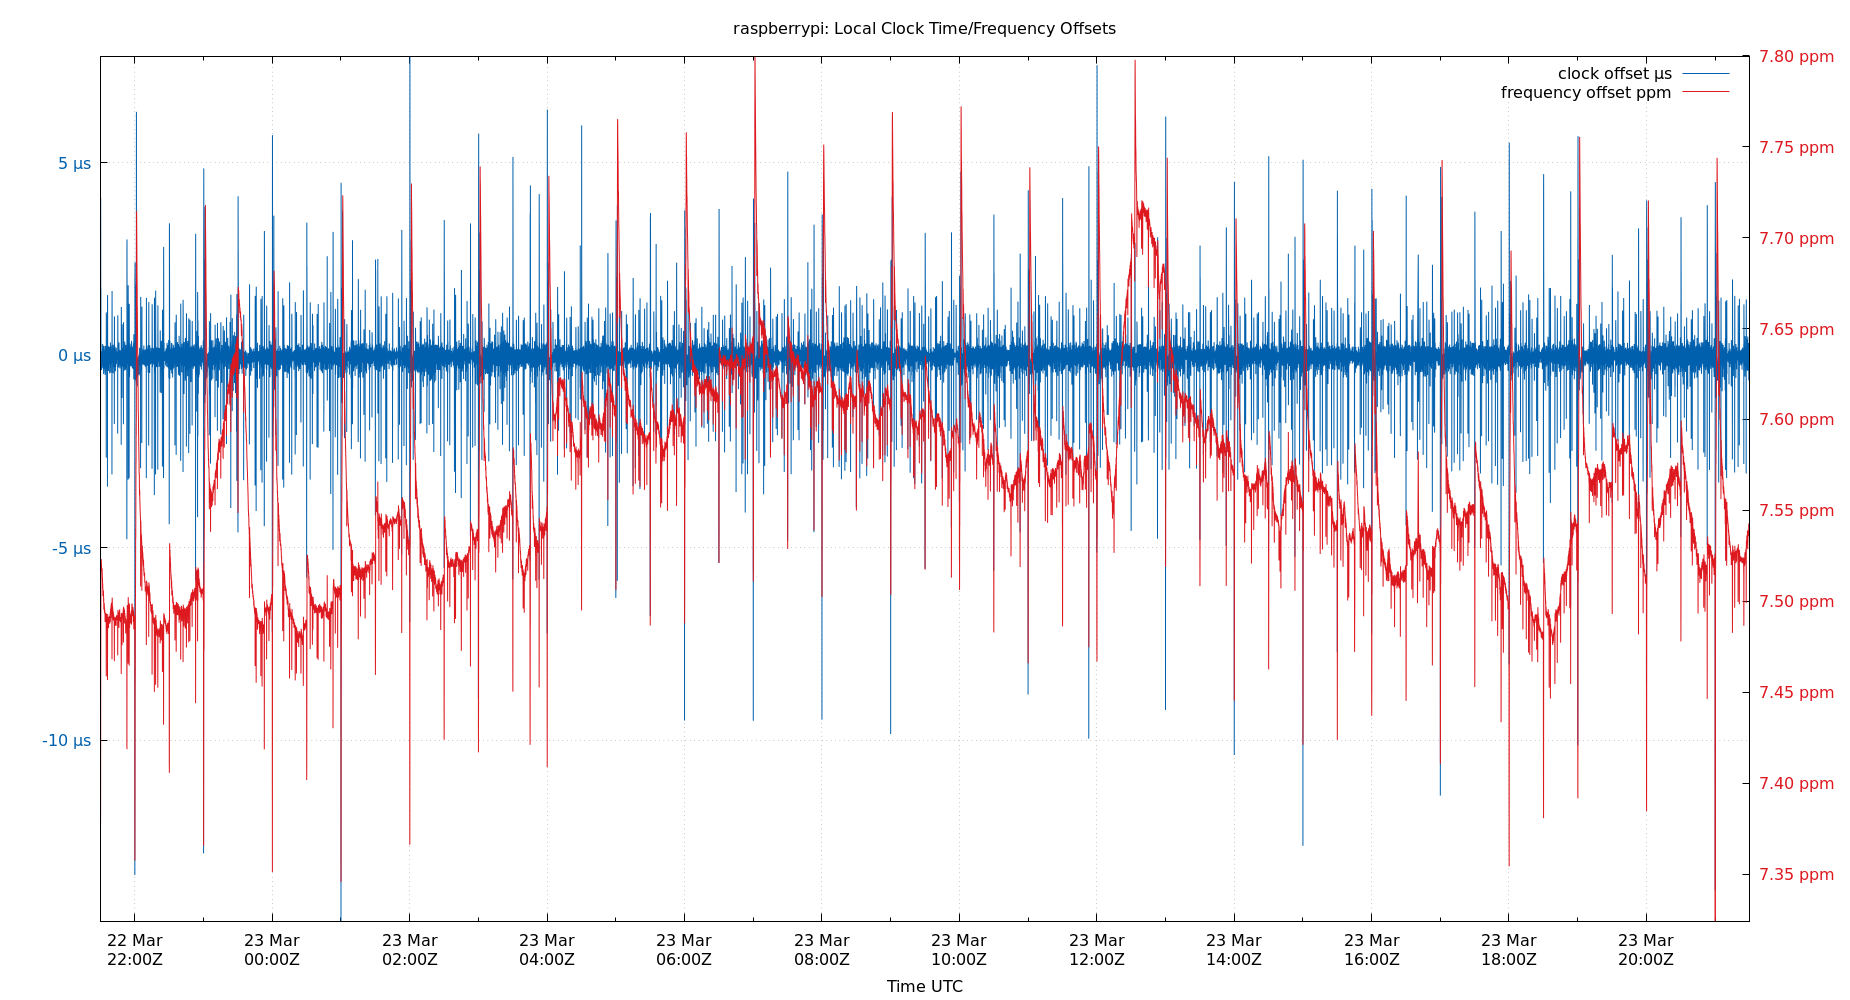 raspberrypi: Local Clock Time/Frequency Offsets
clock offset µs
frequency offset ppm
5 µs
0 µs
-5 µs
-10 µs
7.80 ppm
7.75 ppm
7.70 ppm
7.65 ppm
7.60 ppm
7.55 ppm
7.50 ppm
7.45 ppm
7.40 ppm
7.35 ppm
22 Mar 23 Mar 23 Mar 23 Mar 23 Mar 23 Mar 23 Mar 23 Mar 23 Mar 23 Mar 23 Mar 23 Mar
22:00Z 00:00Z 02:00Z 04:00Z 06:00Z 08:00Z 10:00Z 12:00Z 14:00Z 16:00Z 18:00Z 20:00Z
Time UTC